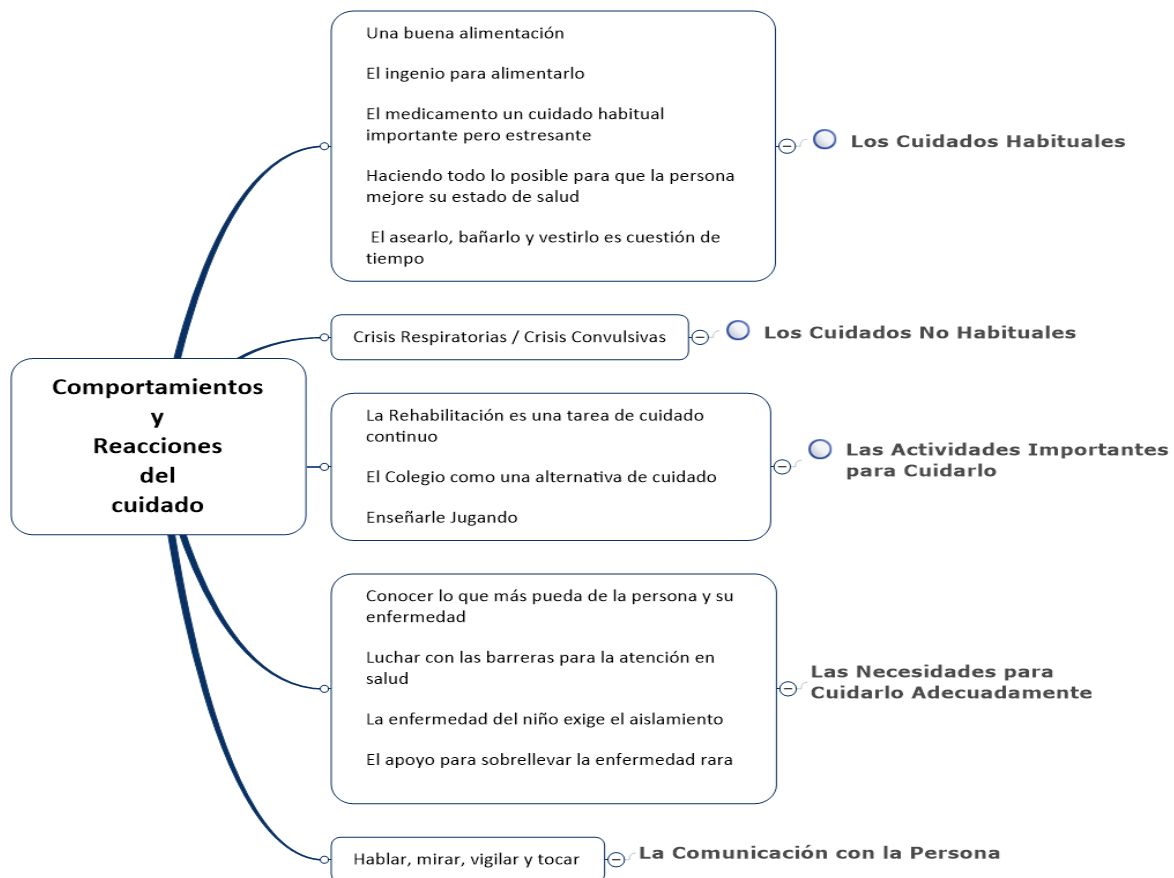 Una buena alimentación
El ingenio para alimentarlo
El medicamento un cuidado habitual
importante pero estresante
Haciendo todo lo posible para que la persona
mejore su estado de salud
El asearlo, bañarlo y vestirlo es cuestión de
tiempo
Los Cuidados Habituales
Crisis Respiratorias / Crisis Convulsivas
Los Cuidados No Habituales
Comportamientos
y
Reacciones
del
cuidado
La Rehabilitación es una tarea de cuidado
continuo
El Colegio como una alternativa de cuidado
Enseñarle Jugando
Las Actividades Importantes
para Cuidarlo
Conocer lo que más pueda de la persona y su
enfermedad
Luchar con las barreras para la atención en
salud
La enfermedad del niño exige el aislamiento
El apoyo para sobrellevar la enfermedad rara
Las Necesidades para
Cuidarlo Adecuadamente
Hablar, mirar, vigilar y tocar
La Comunicación con la Persona